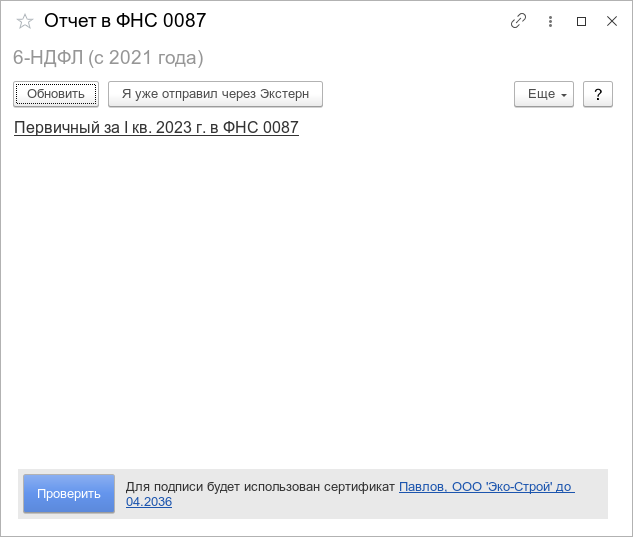 Отчет в ФНС 0087
6-НДФЛ (с 2021 года)
Обновить
Я уже отправил через Экстерн
Еще
?
Первичный за I кв. 2023 г. в ФНС 0087
Проверить
Для подписи будет использован сертификат Павлов, ООО 'Эко-Строй' до
04.2036